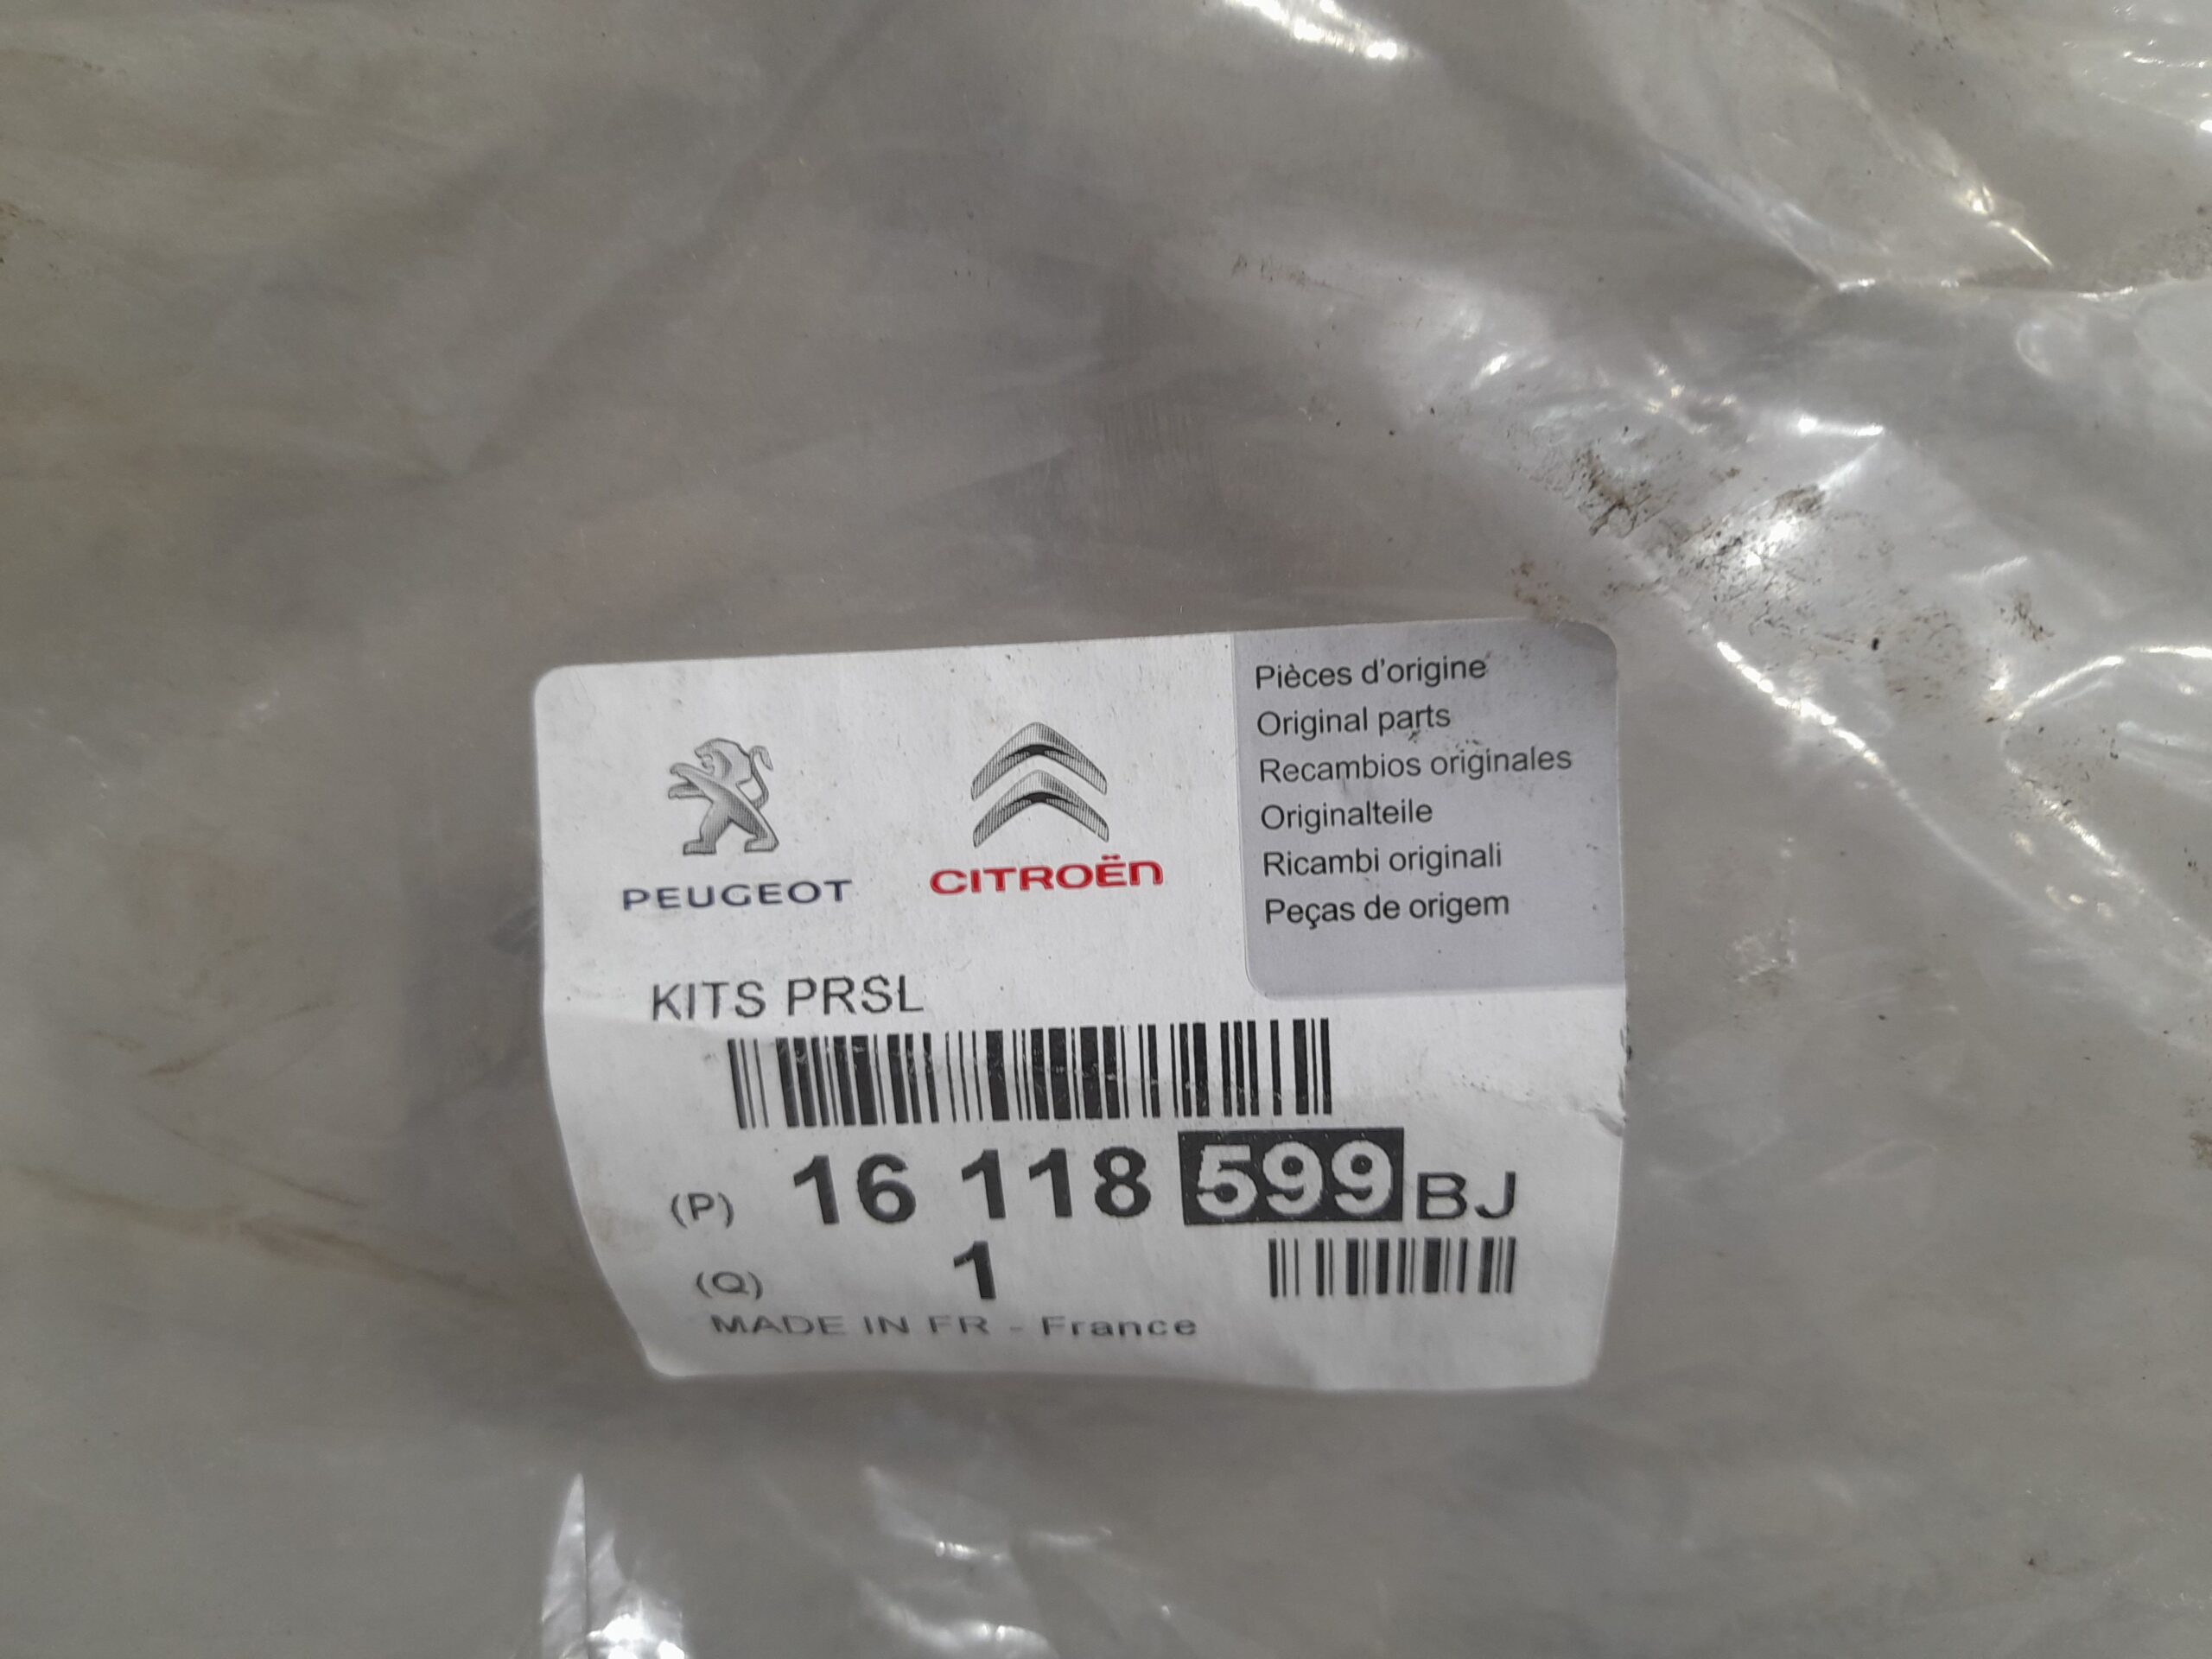 PEUGEOT
CITROËN
Pièces d'origine
Original parts
Recambios originales
Originalteile
Ricambi originali
Peças de origem
KITS PRSL
(P) 16 118 599 BJ
(Q) 1
MADE IN FR - France